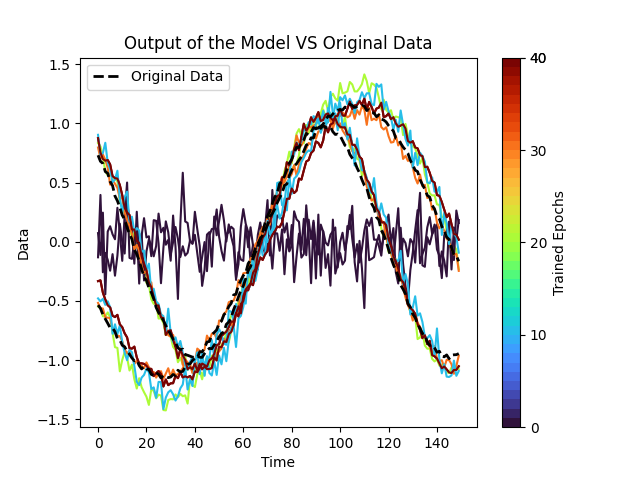 Output of the Model VS Original Data
Original Data
1.5
1.0
0.5
0.0
−0.5
−1.0
−1.5
Data
0 20 40 60 80 100 120 140
Time
40
30
20
10
0
Trained Epochs